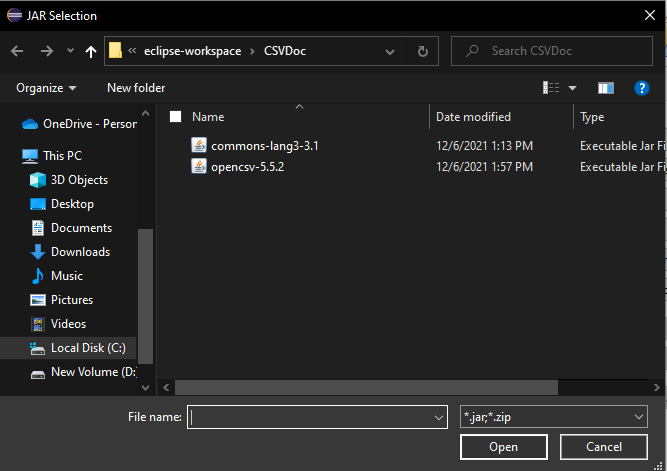 JAR Selection
« eclipse-workspace › CSVDoc
Search CSVDoc
Organize
New folder
Name
Date modified
Type
OneDrive - Person
This PC
3D Objects
Desktop
Documents
Downloads
Music
Pictures
Videos
Local Disk (C:)
New Volume (D:
commons-lang3-3.1 12/6/2021 1:13 PM Executable Jar Fi
opencsv-5.5.2 12/6/2021 1:57 PM Executable Jar Fi
File name:
*.jar;*.zip
Open
Cancel